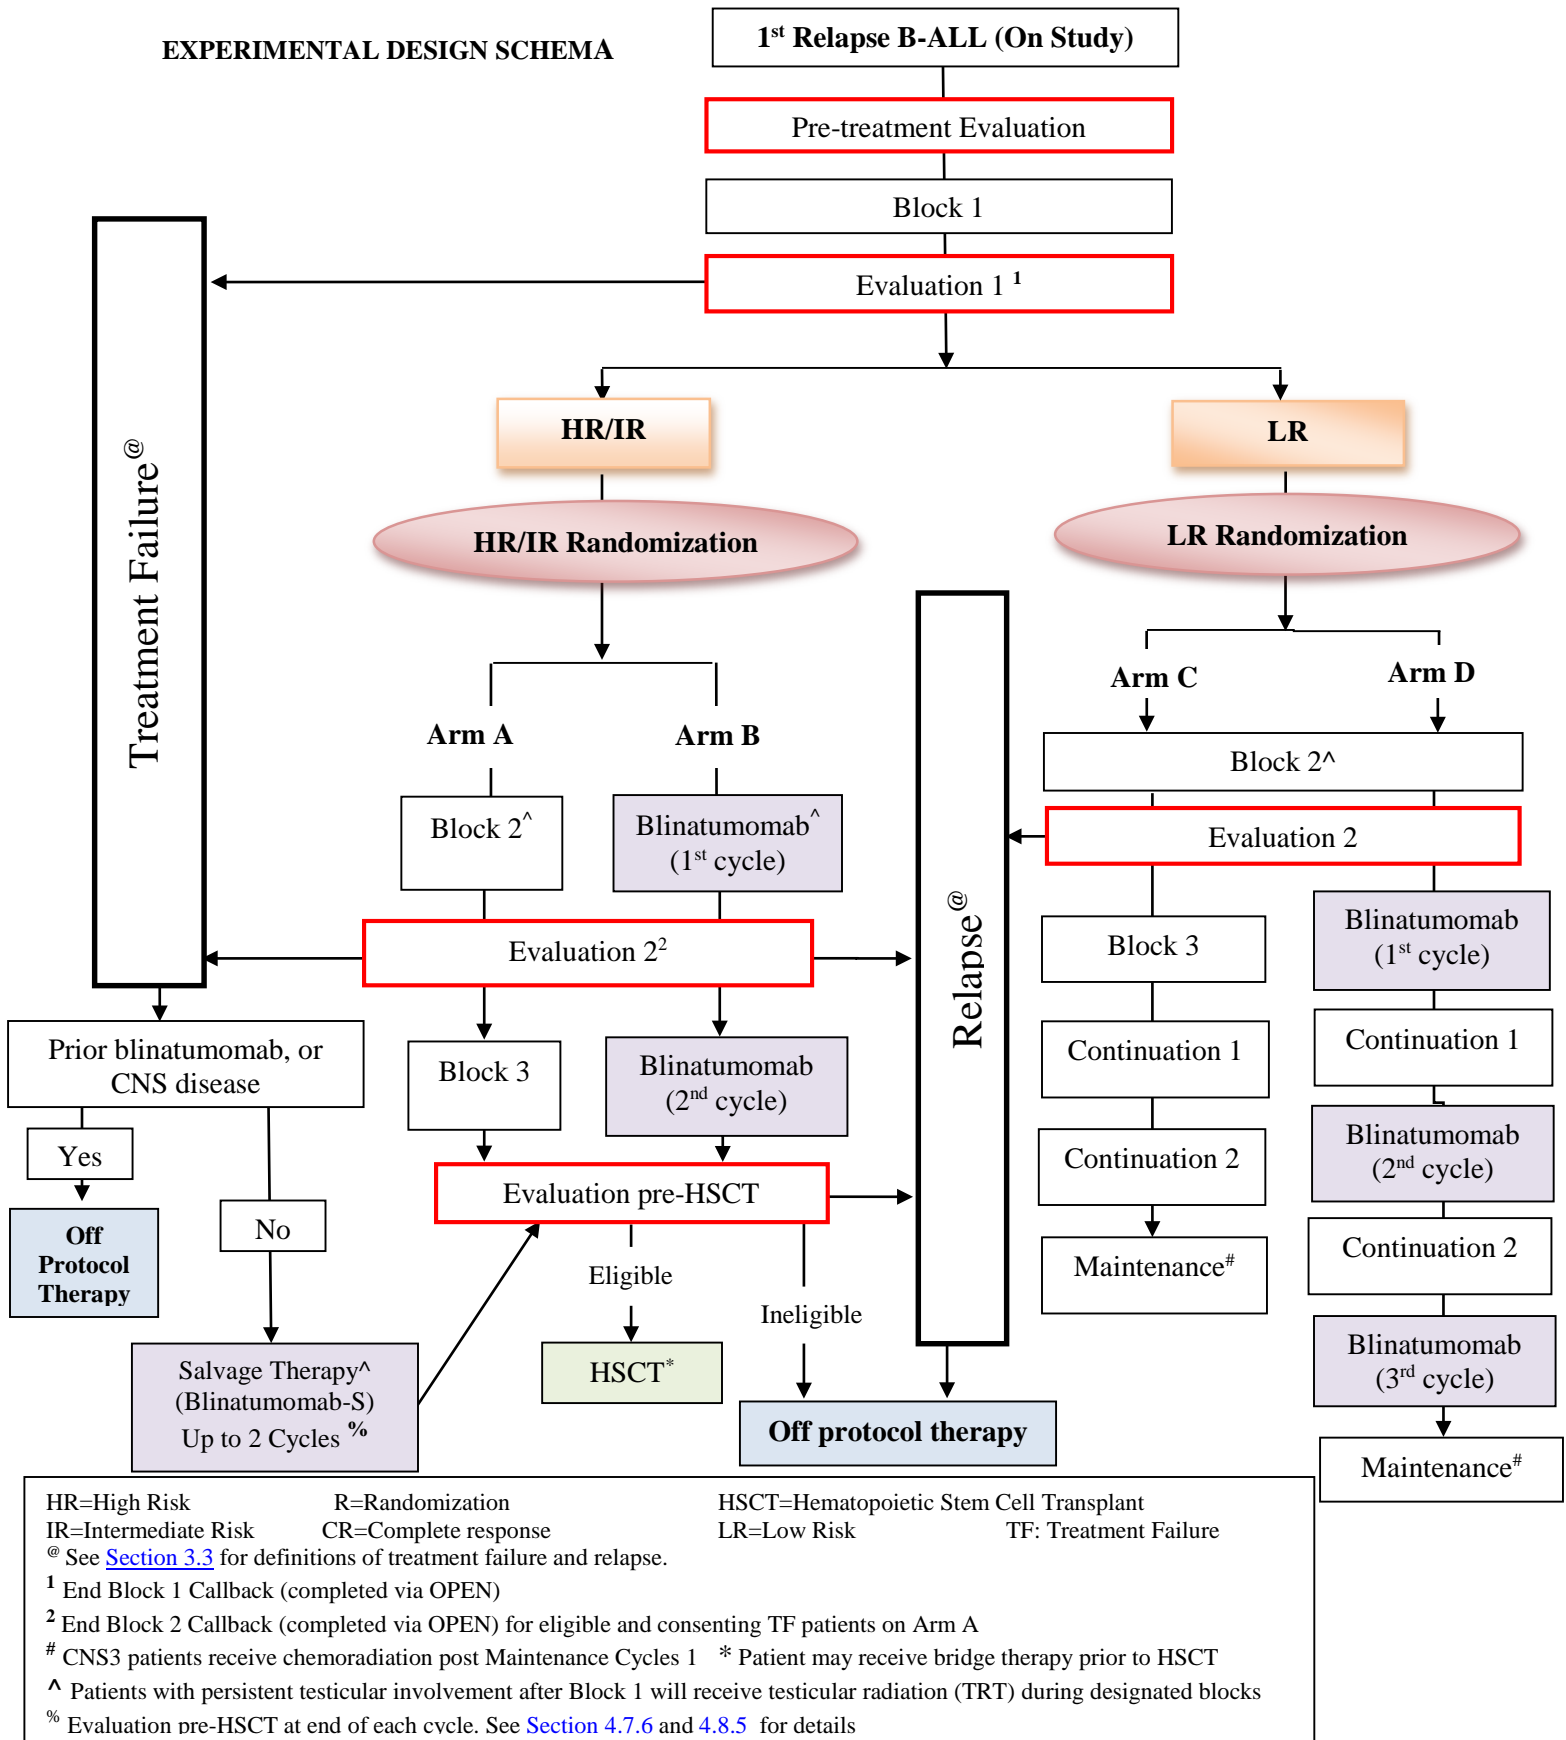 EXPERIMENTAL DESIGN SCHEMA
1st Relapse B-ALL (On Study)
Pre-treatment Evaluation
Block 1
Evaluation 1 1
Treatment Failure@
HR/IR
LR
HR/IR Randomization
LR Randomization
Arm A
Arm B
Arm C
Arm D
Block 2^
Blinatumomab^
(1st cycle)
Block 2^
Evaluation 2
Relapse@
Evaluation 2²
Block 3
Blinatumomab
(1st cycle)
Prior blinatumomab, or
CNS disease
Block 3
Blinatumomab
(2nd cycle)
Continuation 1
Continuation 1
Yes
No
Off
Protocol
Therapy
Evaluation pre-HSCT
Continuation 2
Blinatumomab
(2nd cycle)
Eligible
Ineligible
Maintenance#
Continuation 2
Salvage Therapy^
(Blinatumomab-S)
Up to 2 Cycles %
HSCT*
Off protocol therapy
Blinatumomab
(3rd cycle)
Maintenance#
HR=High Risk R=Randomization HSCT=Hematopoietic Stem Cell Transplant
IR=Intermediate Risk CR=Complete response LR=Low Risk TF: Treatment Failure
@ See Section 3.3 for definitions of treatment failure and relapse.
1 End Block 1 Callback (completed via OPEN)
2 End Block 2 Callback (completed via OPEN) for eligible and consenting TF patients on Arm A
# CNS3 patients receive chemoradiation post Maintenance Cycles 1 * Patient may receive bridge therapy prior to HSCT
^ Patients with persistent testicular involvement after Block 1 will receive testicular radiation (TRT) during designated blocks
% Evaluation pre-HSCT at end of each cycle. See Section 4.7.6 and 4.8.5 for details